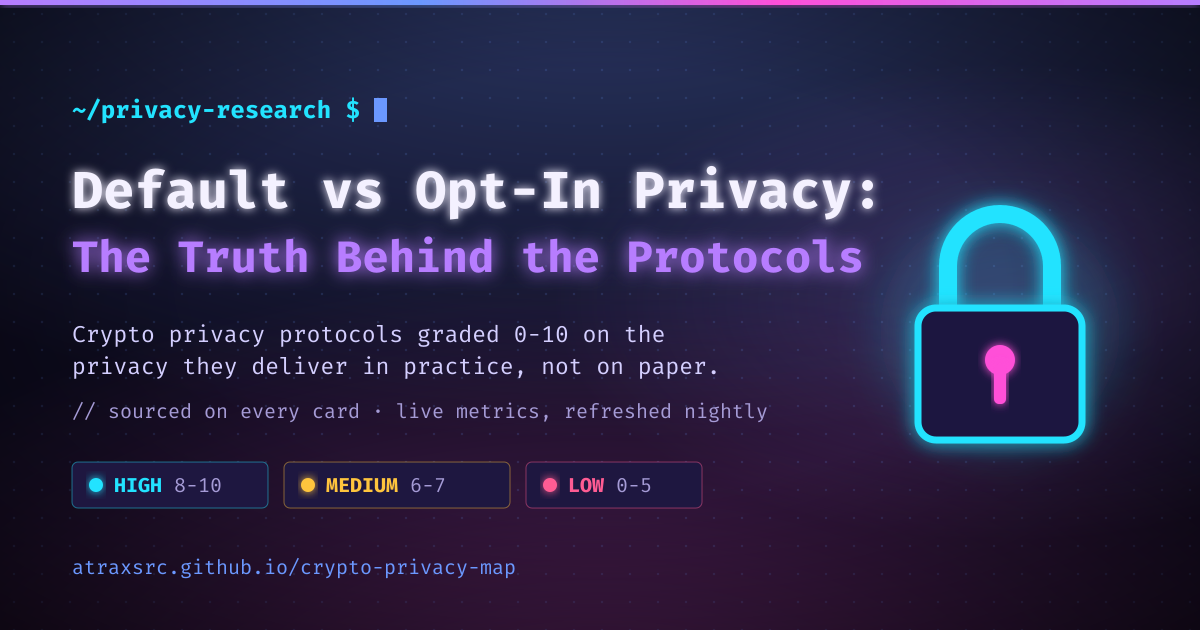 ~/privacy-research $
Default vs Opt-In Privacy:
The Truth Behind the Protocols
Crypto privacy protocols graded 0-10 on the
privacy they deliver in practice, not on paper.
// sourced on every card · live metrics, refreshed nightly
HIGH 8-10 MEDIUM 6-7 LOW 0-5
atraxsrc.github.io/crypto-privacy-map